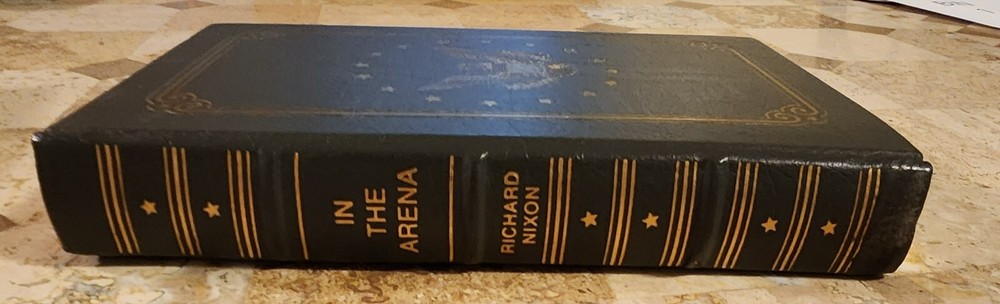 IN
THE
ARENA
RICHARD
NIXON